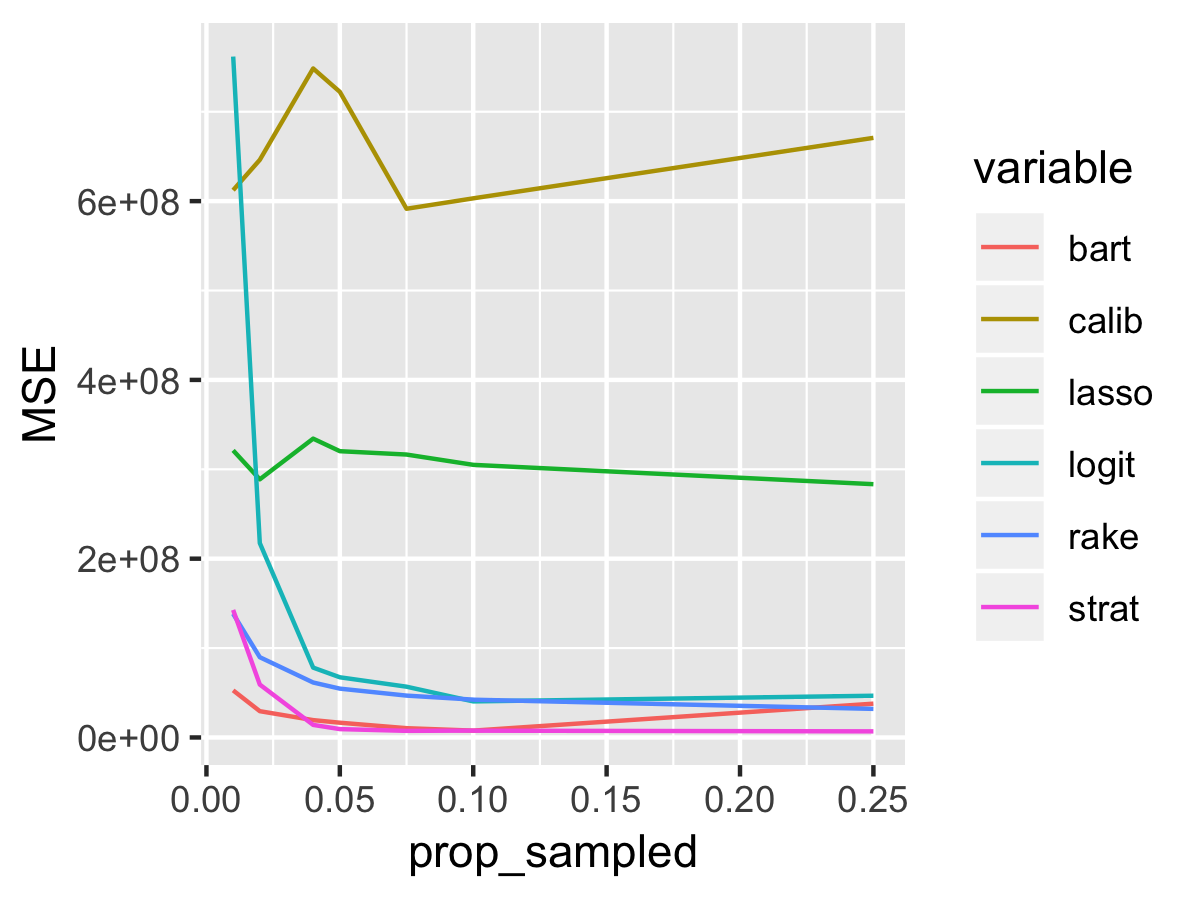 MSE
6e+08
4e+08
2e+08
0e+00
0.00 0.05 0.10 0.15 0.20 0.25
prop_sampled
variable
bart
calib
lasso
logit
rake
strat